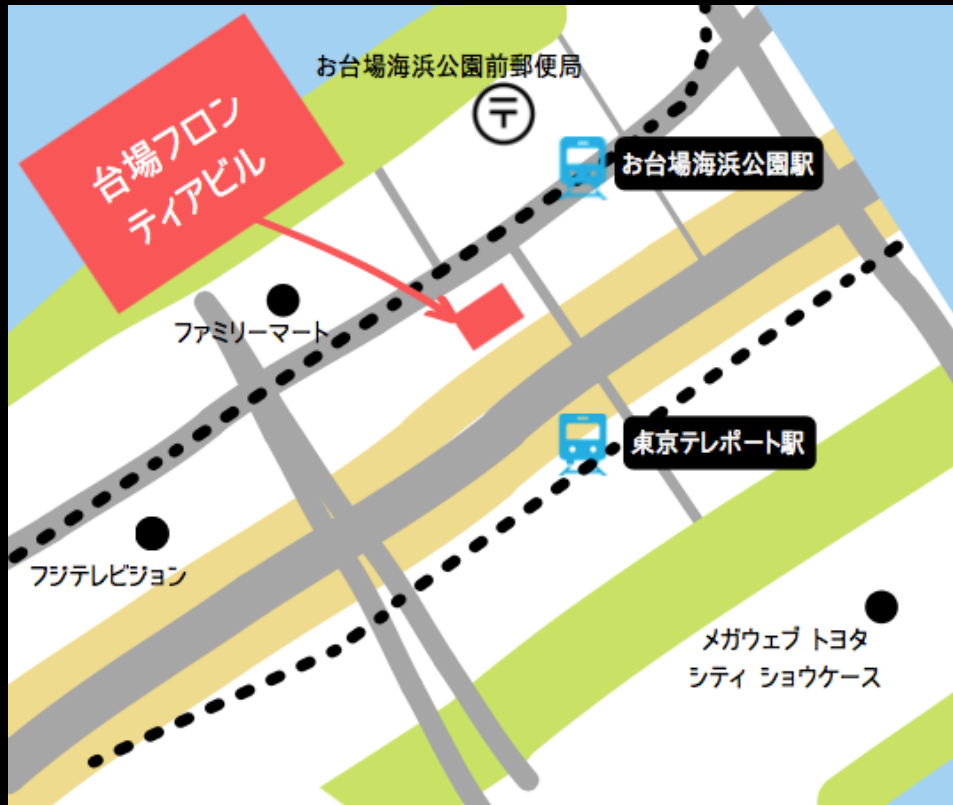 お台場海浜公園前郵便局
〒
台場フロン
ティアビル
お台場海浜公園駅
ファミリーマート
東京テレポート駅
フジテレビジョン
メガウェブ トヨタ
シティ ショウケース